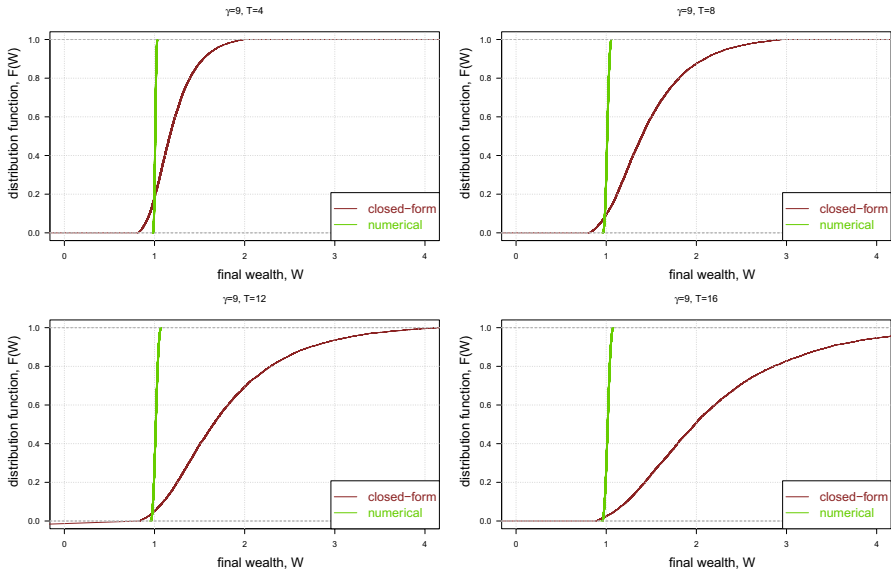 γ=9, T=4
distribution function, F(W)
1.0
0.8
0.6
0.4
0.2
0.0
closed−form
numerical
0 1 2 3 4
final wealth, W
γ=9, T=8
distribution function, F(W)
1.0
0.8
0.6
0.4
0.2
0.0
closed−form
numerical
0 1 2 3 4
final wealth, W
γ=9, T=12
distribution function, F(W)
1.0
0.8
0.6
0.4
0.2
0.0
closed−form
numerical
0 1 2 3 4
final wealth, W
γ=9, T=16
distribution function, F(W)
1.0
0.8
0.6
0.4
0.2
0.0
closed−form
numerical
0 1 2 3 4
final wealth, W